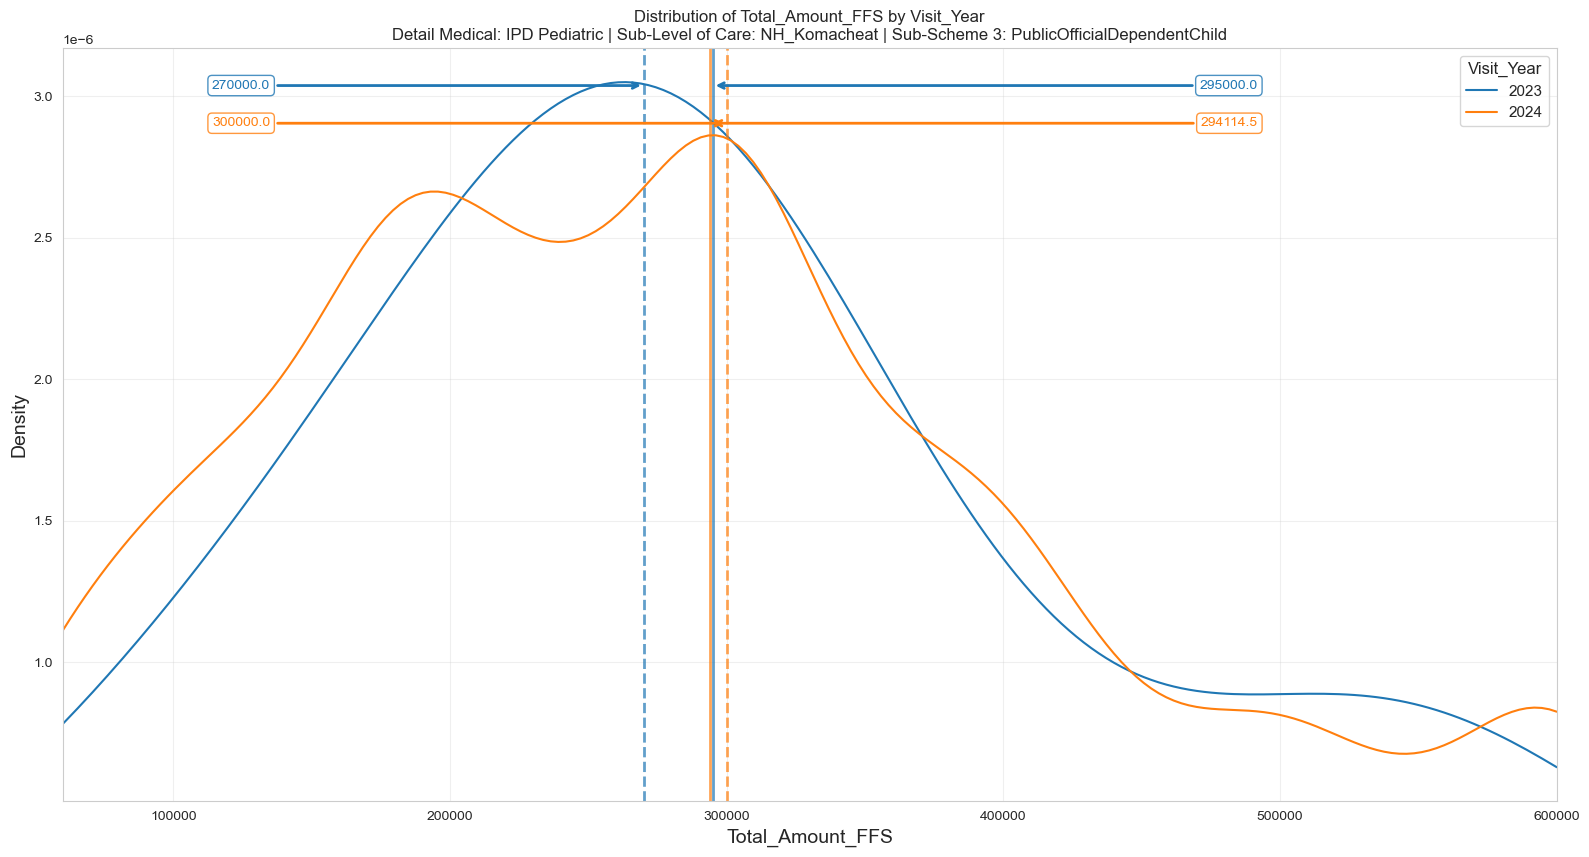 Distribution of Total_Amount_FFS by Visit_Year
Detail Medical: IPD Pediatric | Sub-Level of Care: NH_Komacheat | Sub-Scheme 3: PublicOfficialDependentChild
1e−6
Visit_Year
2023
2024
270000.0
295000.0
300000.0
294114.5
3.0
2.5
2.0
1.5
1.0
Density
100000
200000
300000
400000
500000
600000
Total_Amount_FFS